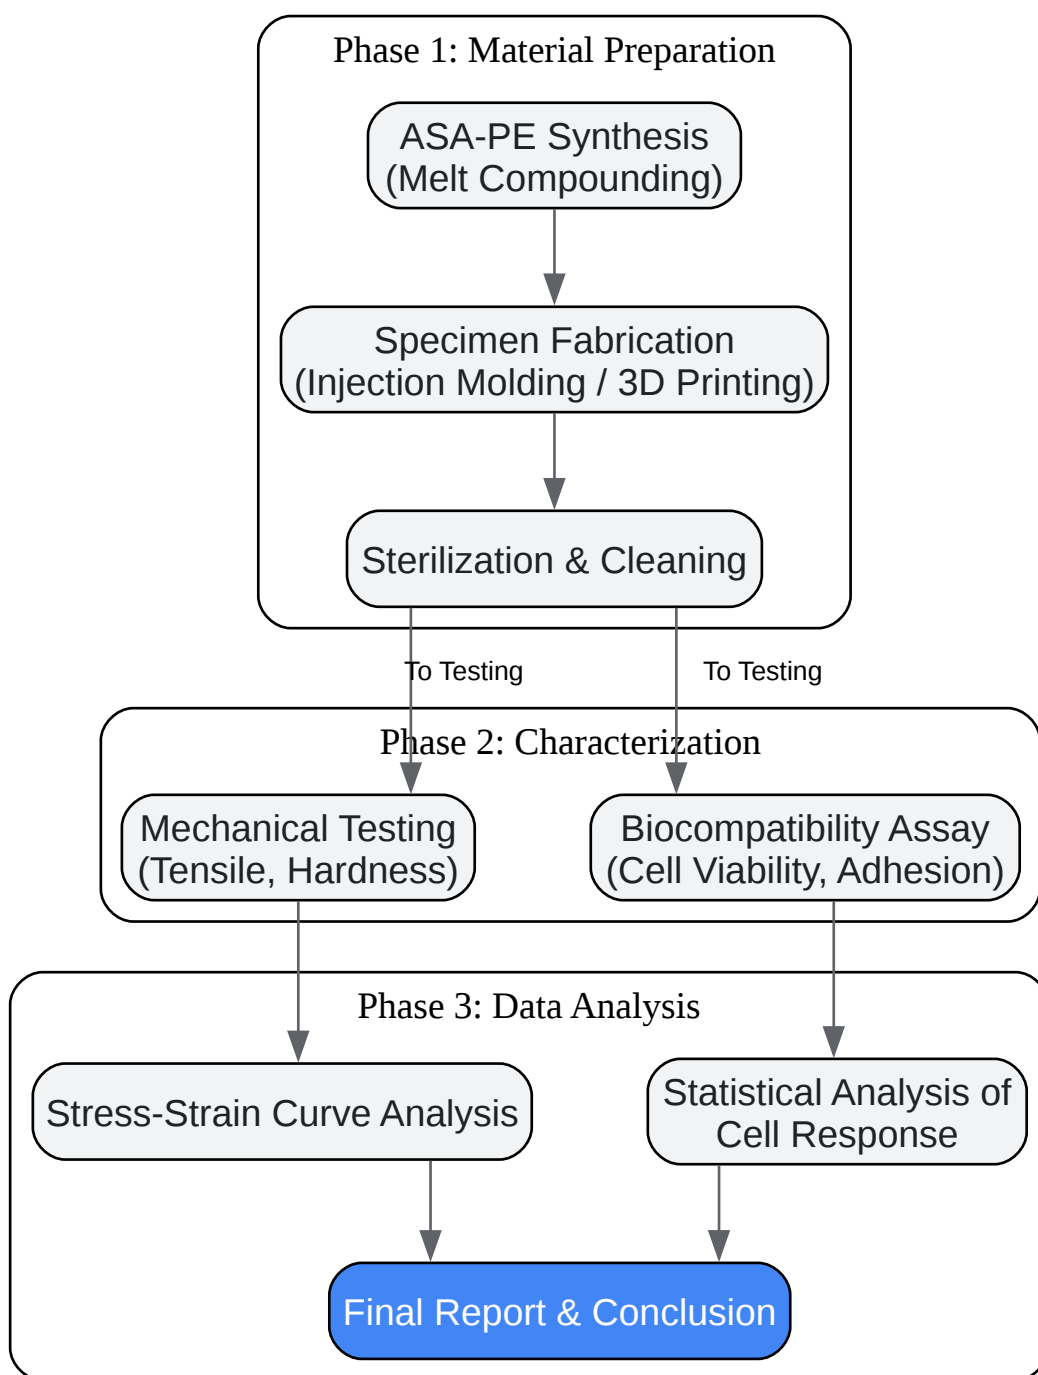 Phase 1: Material Preparation
ASA-PE Synthesis
(Melt Compounding)
Specimen Fabrication
(Injection Molding / 3D Printing)
Sterilization & Cleaning
To Testing
To Testing
Phase 2: Characterization
Mechanical Testing
(Tensile, Hardness)
Biocompatibility Assay
(Cell Viability, Adhesion)
Phase 3: Data Analysis
Stress-Strain Curve Analysis
Statistical Analysis of
Cell Response
Final Report & Conclusion